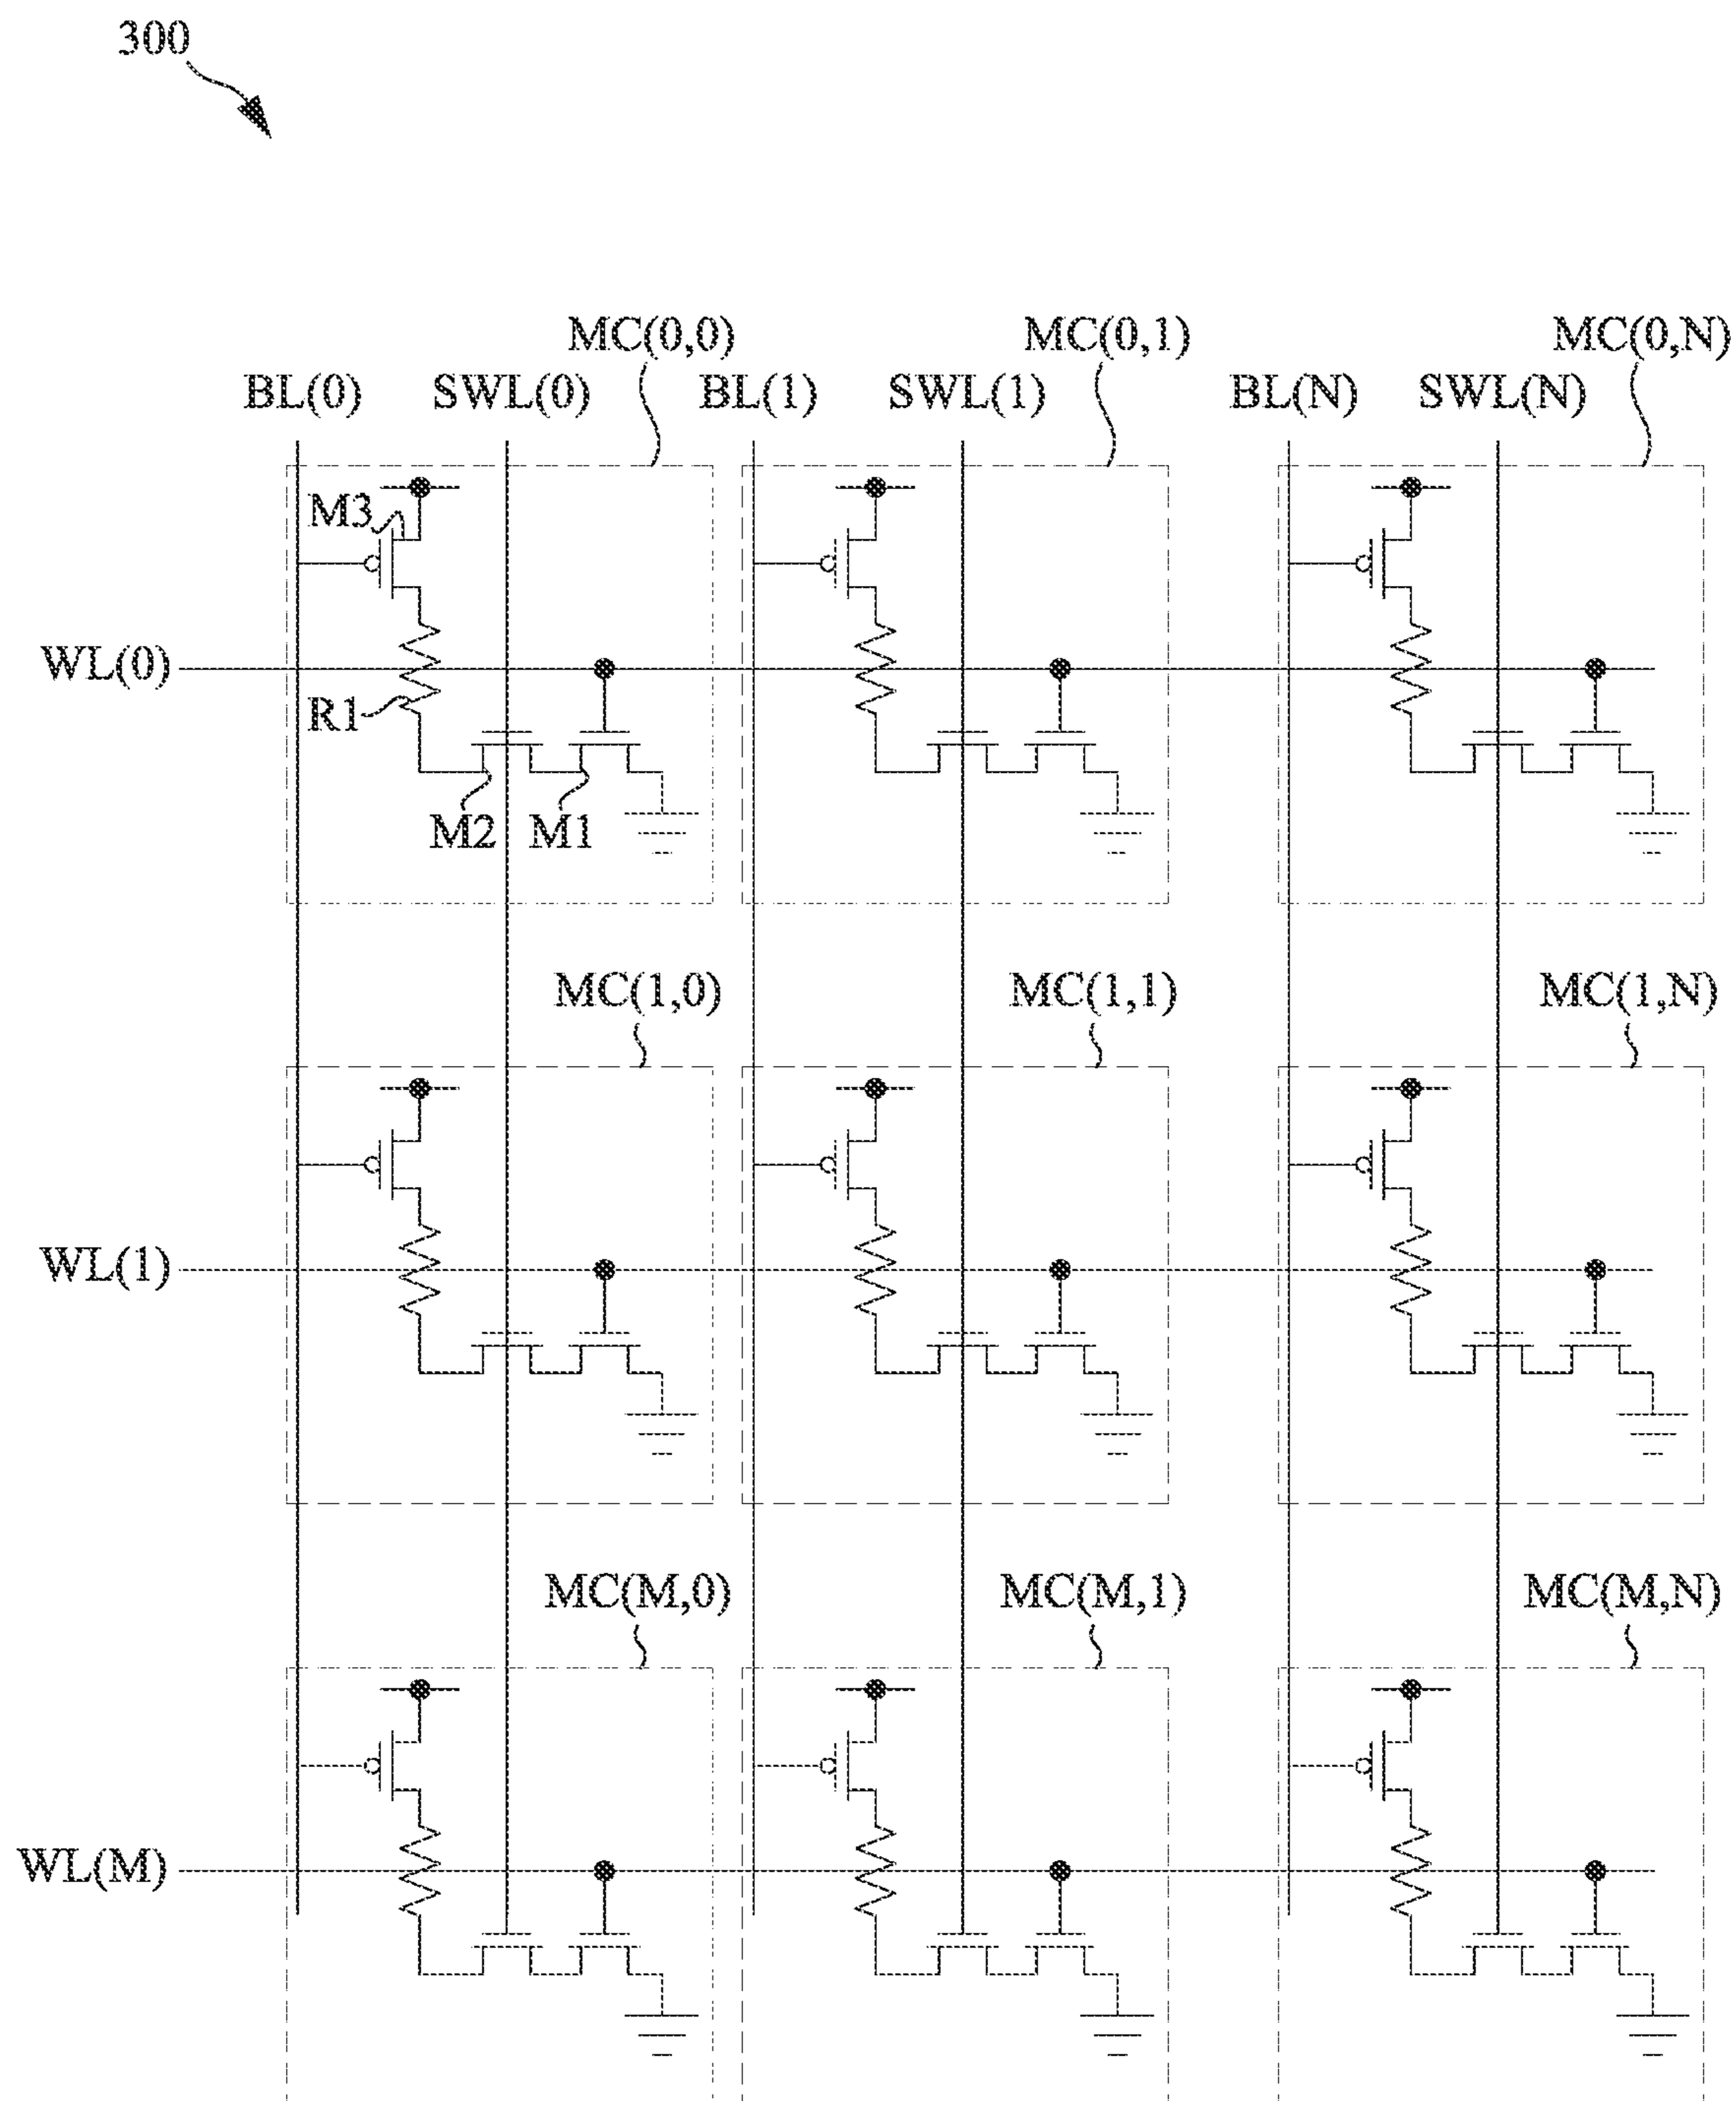 300
MC(0,0) MC(0,1) MC(0,N)
BL(0) SWL(0) BL(1) SWL(1) BL(N) SWL(N)
M3
WL(0)
R1
M2 M1
MC(1,0) MC(1,1) MC(1,N)
WL(1)
MC(M,0) MC(M,1) MC(M,N)
WL(M)